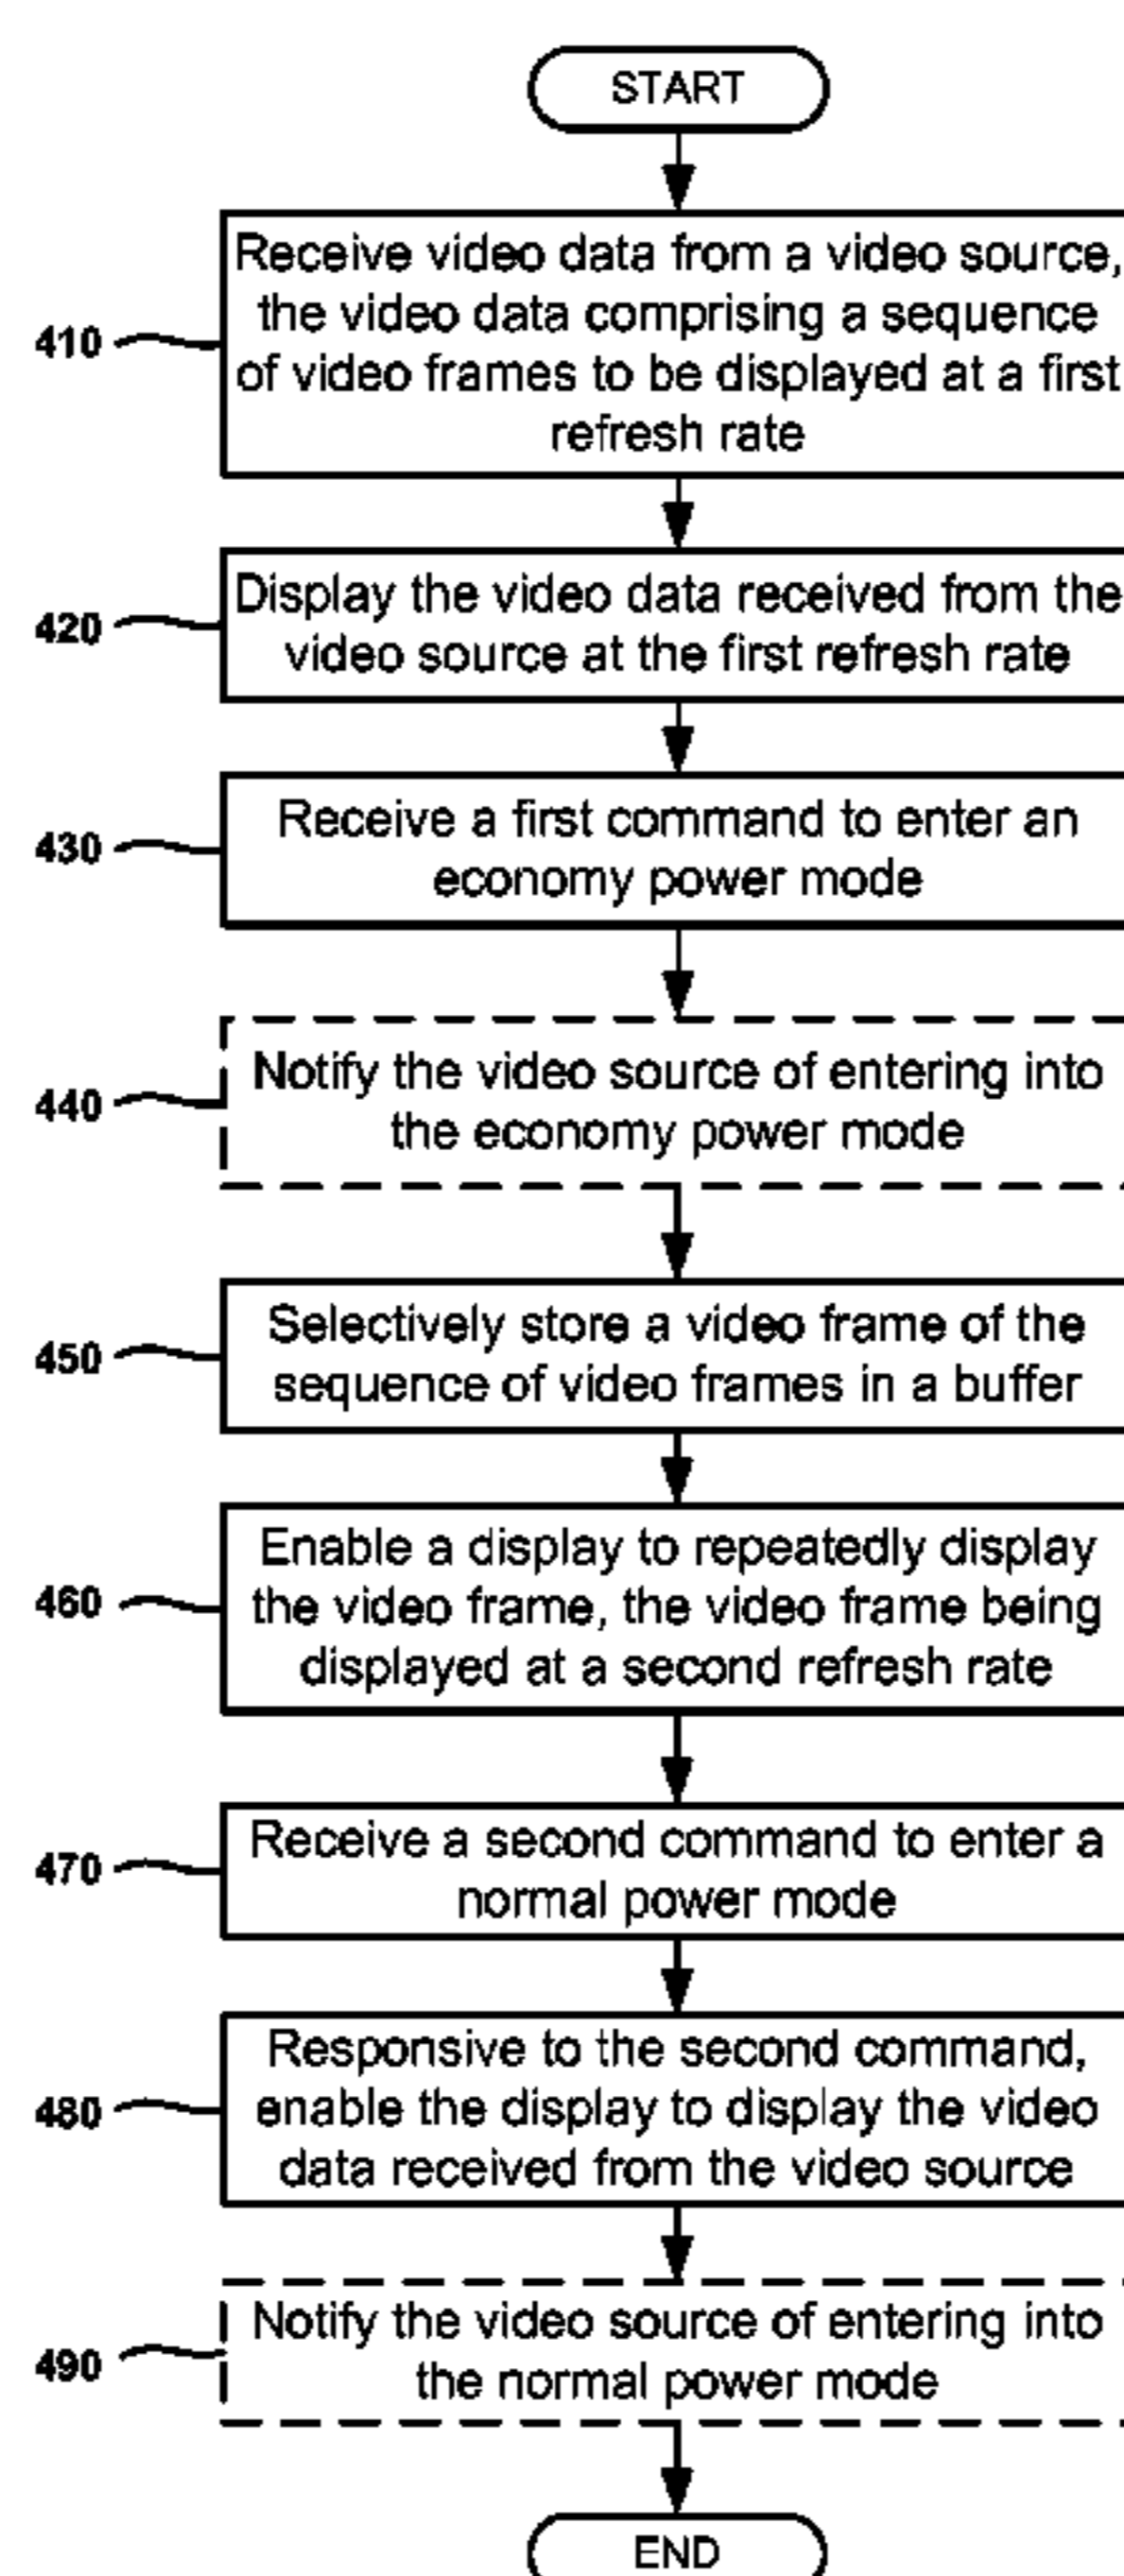 START
Receive video data from a video source,
the video data comprising a sequence
of video frames to be displayed at a first
refresh rate
410
Display the video data received from the
video source at the first refresh rate
420
Receive a first command to enter an
economy power mode
430
Notify the video source of entering into
the economy power mode
440
Selectively store a video frame of the
sequence of video frames in a buffer
450
Enable a display to repeatedly display
the video frame, the video frame being
displayed at a second refresh rate
460
Receive a second command to enter a
normal power mode
470
Responsive to the second command,
enable the display to display the video
data received from the video source
480
Notify the video source of entering into
the normal power mode
490
END